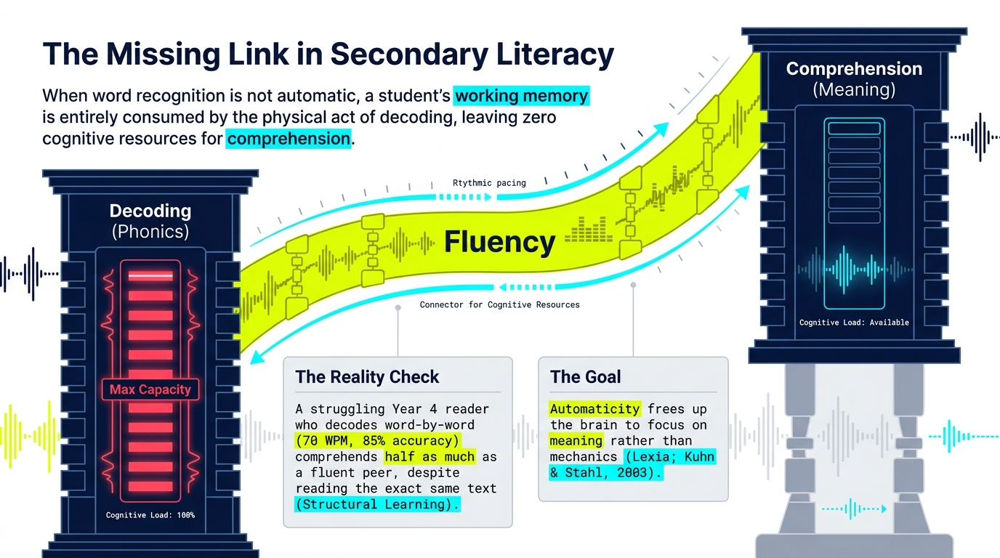 The Missing Link in Secondary Literacy
When word recognition is not automatic, a student's working memory
is entirely consumed by the physical act of decoding, leaving zero
cognitive resources for comprehension.
Decoding
(Phonics)
Max Capacity
Cognitive Load: 100%
Rtythmic pacing
Fluency
Connector for Cognitive Resources
Comprehension
(Meaning)
Cognitive Load: Available
The Reality Check
A struggling Year 4 reader
who decodes word-by-word
(70 WPM, 85% accuracy)
comprehends half as much as
a fluent peer, despite
reading the exact same text
(Structural Learning).
The Goal
Automaticity frees up
the brain to focus on
meaning rather than
mechanics (Lexia; Kuhn
& Stahl, 2003).